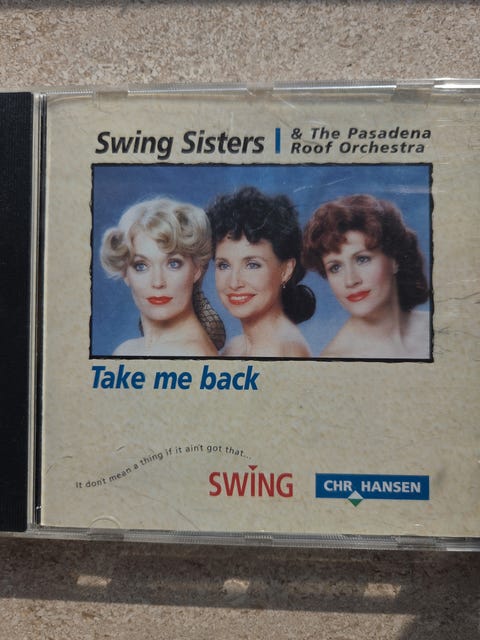 Swing Sisters | & The Pasadena
Roof Orchestra
Take me back
It don't mean a thing if it ain't got that...
SWING
CHR. HANSEN